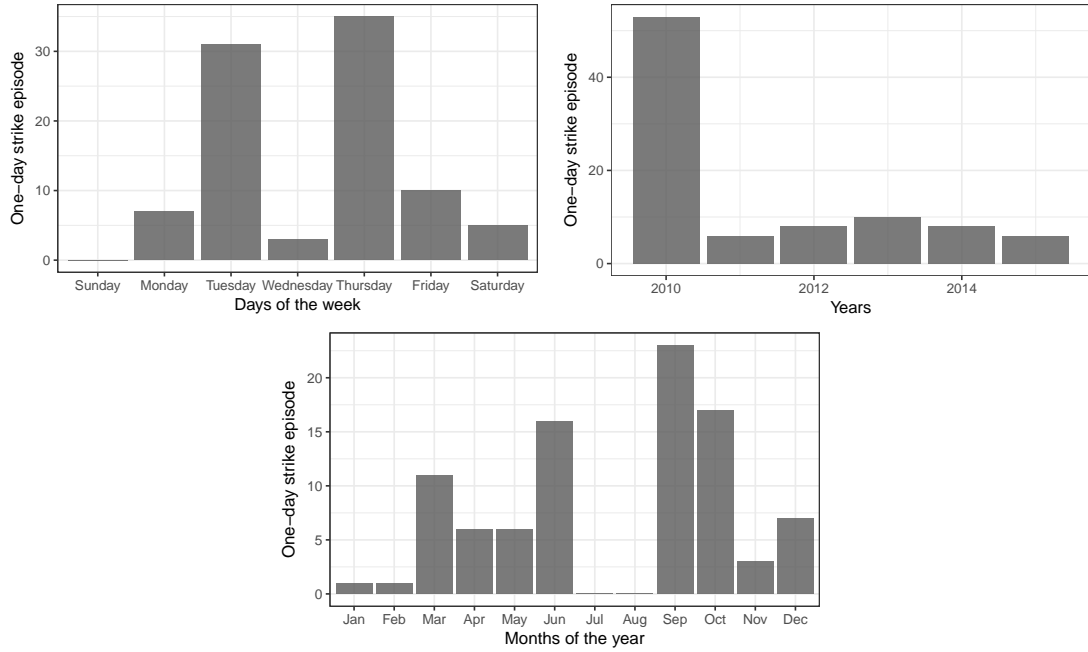 One−day strike episode
30
20
10
0
Sunday Monday Tuesday Wednesday Thursday Friday Saturday
Days of the week
One−day strike episode
40
20
0
2010 2012 2014
Years
One−day strike episode
20
15
10
5
0
Jan Feb Mar Apr May Jun Jul Aug Sep Oct Nov Dec
Months of the year